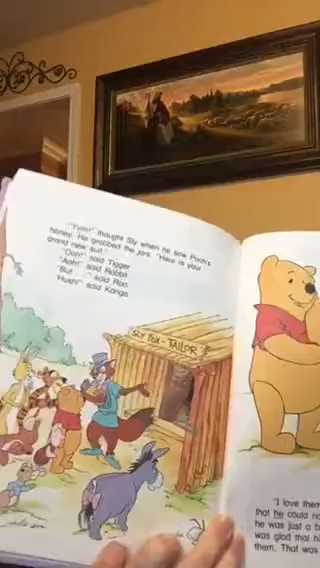 "Yum!" thought Sly when he saw Pooh's
honey. He grabbed the jars. "Here is your
grand new suit."
"Ooh!" said Tigger.
"Aah!" said Rabbit.
"But . . ." said Roo.
"Hush!" said Kanga.
SLY FOX - TAILOR
"I love them
that he could no
he was just a b
was glad that hi
them. That was